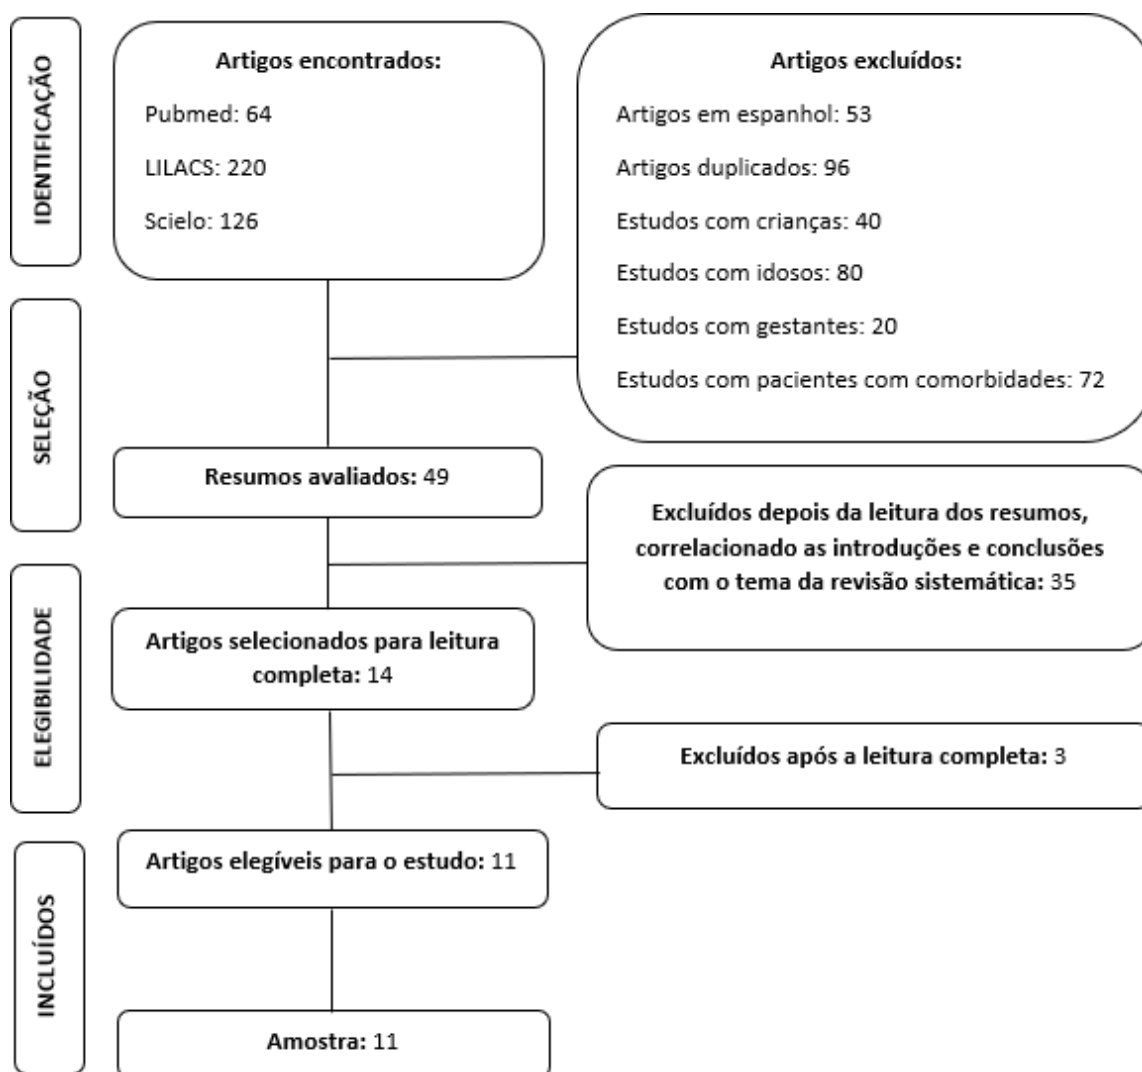 IDENTIFICAÇÃO
Artigos encontrados:
Pubmed: 64
LILACS: 220
Scielo: 126
Artigos excluídos:
Artigos em espanhol: 53
Artigos duplicados: 96
Estudos com crianças: 40
Estudos com idosos: 80
Estudos com gestantes: 20
Estudos com pacientes com comorbidades: 72
SELEÇÃO
Resumos avaliados: 49
Excluídos depois da leitura dos resumos,
correlacionado as introduções e conclusões
com o tema da revisão sistemática: 35
ELEGIBILIDADE
Artigos selecionados para leitura
completa: 14
Excluídos após a leitura completa: 3
Artigos elegíveis para o estudo: 11
INCLUÍDOS
Amostra: 11